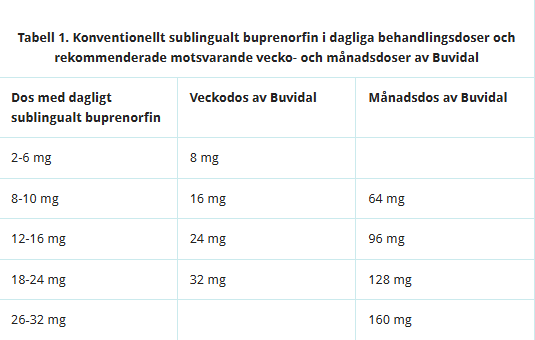 Tabell 1. Konventionellt sublingualt buprenorfin i dagliga behandlingsdoser och
rekommenderade motsvarande vecko- och månadsdoser av Buvidal
Dos med dagligt
sublingualt buprenorfin
Veckodos av Buvidal
Månadsdos av Buvidal
2-6 mg
8 mg
8-10 mg
16 mg
64 mg
12-16 mg
24 mg
96 mg
18-24 mg
32 mg
128 mg
26-32 mg
160 mg